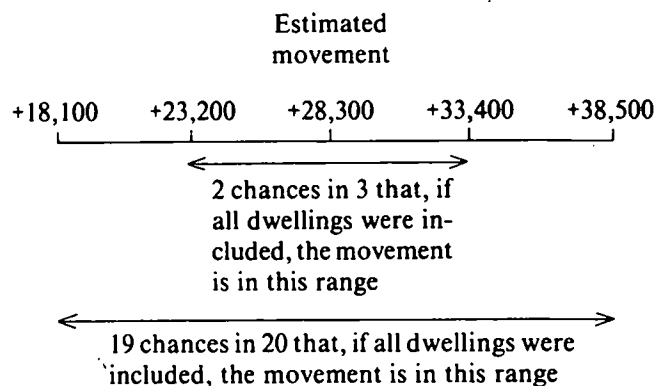 Estimated
movement
+18,100 +23,200 +28,300 +33,400 +38,500
2 chances in 3 that, if
all dwellings were in-
cluded, the movement
is in this range
19 chances in 20 that, if all dwellings were
included, the movement is in this range